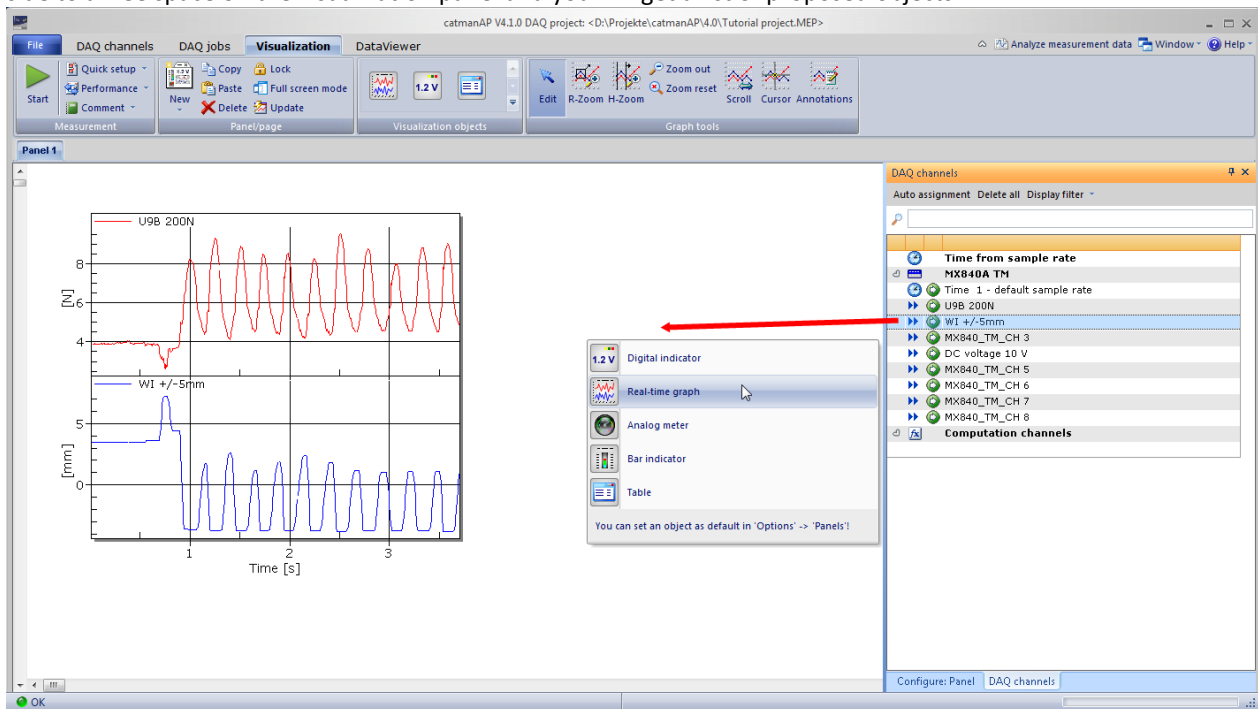 catmanAP V4.1.0 DAQ project: <D:\Projekte\catmanAP\4.0\Tutorial project.MEP>
File DAQ channels DAQ jobs Visualization DataViewer Analyze measurement data Window Help
Start
Quick setup
Performance
Comment
Measurement
New
Copy
Paste
Delete
Lock
Full screen mode
Update
Panel/page
1.2 V
Visualization objects
Edit
R-Zoom
H-Zoom
Zoom out
Zoom reset
Scroll
Cursor
Annotations
Graph tools
Panel 1
U9B 200N
8
[N]
6
4
WI +/-5mm
5
[mm]
0
1 2 3
Time [s]
1.2 V Digital indicator
Real-time graph
Analog meter
Bar indicator
Table
You can set an object as default in 'Options' -> 'Panels'!
DAQ channels
Auto assignment Delete all Display filter
Time from sample rate
MX840A TM
Time 1 - default sample rate
U9B 200N
WI +/-5mm
MX840_TM_CH 3
DC voltage 10 V
MX840_TM_CH 5
MX840_TM_CH 6
MX840_TM_CH 7
MX840_TM_CH 8
fx Computation channels
Configure: Panel DAQ channels
OK